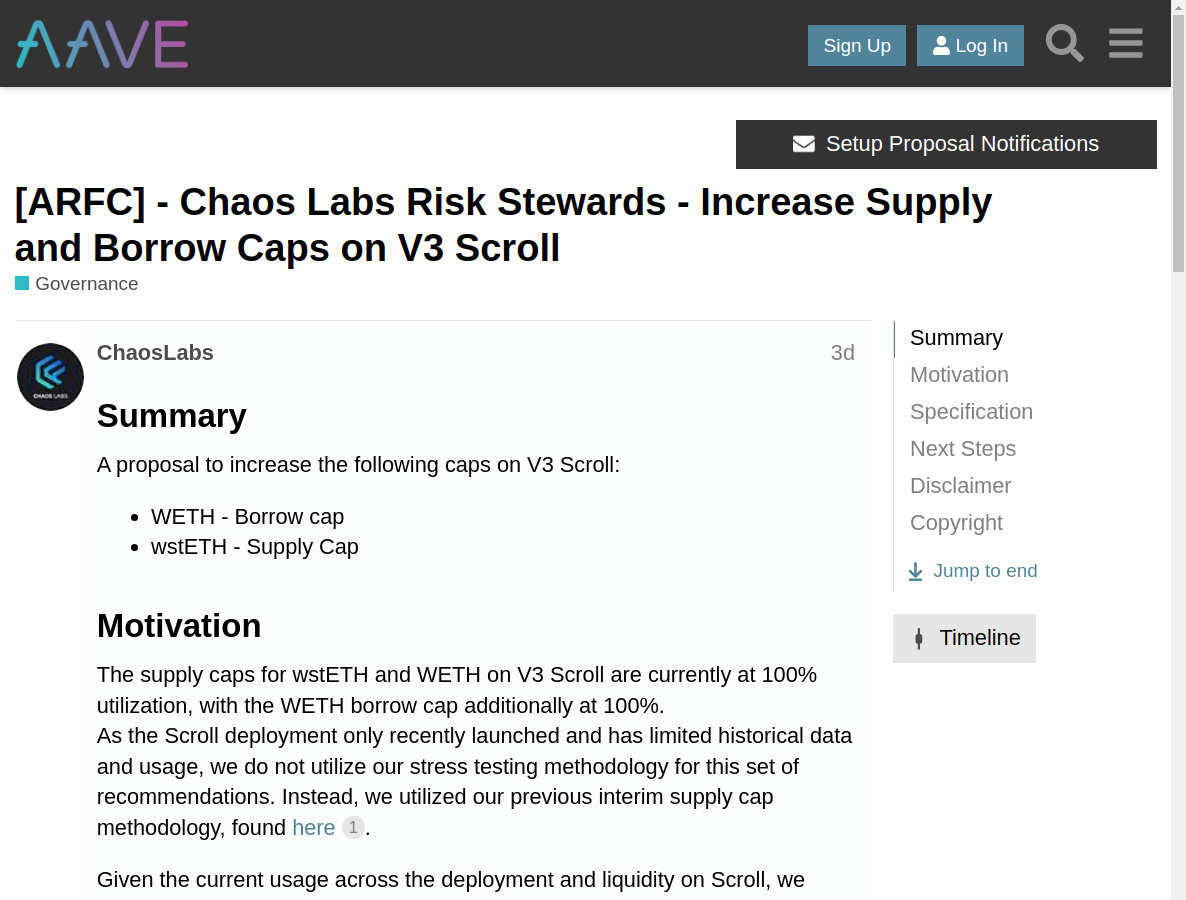 AAVE
Sign Up
Log In
Setup Proposal Notifications
[ARFC] - Chaos Labs Risk Stewards - Increase Supply
and Borrow Caps on V3 Scroll
Governance
ChaosLabs
3d
CHAOS LABS
Summary
A proposal to increase the following caps on V3 Scroll:
WETH - Borrow cap
wstETH - Supply Cap
Motivation
The supply caps for wstETH and WETH on V3 Scroll are currently at 100%
utilization, with the WETH borrow cap additionally at 100%.
As the Scroll deployment only recently launched and has limited historical data
and usage, we do not utilize our stress testing methodology for this set of
recommendations. Instead, we utilized our previous interim supply cap
methodology, found here 1.
Given the current usage across the deployment and liquidity on Scroll, we
Summary
Motivation
Specification
Next Steps
Disclaimer
Copyright
Jump to end
Timeline